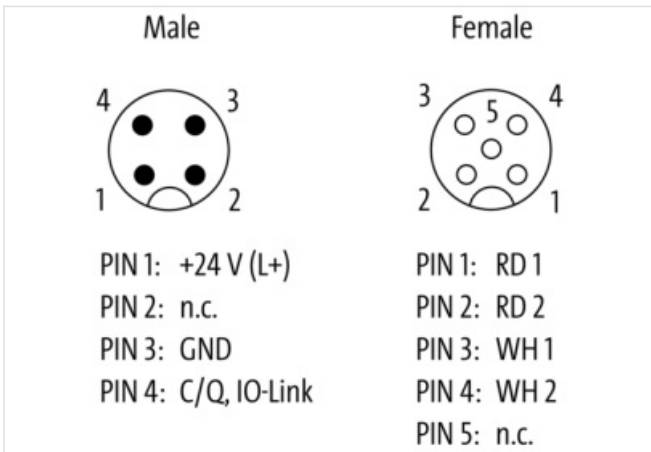 Male Female
4 3 3 5 4
1 2 2 1
PIN 1: +24 V (L+) PIN 1: RD 1
PIN 2: n.c. PIN 2: RD 2
PIN 3: GND PIN 3: WH 1
PIN 4: C/Q, IO-Link PIN 4: WH 2
PIN 5: n.c.